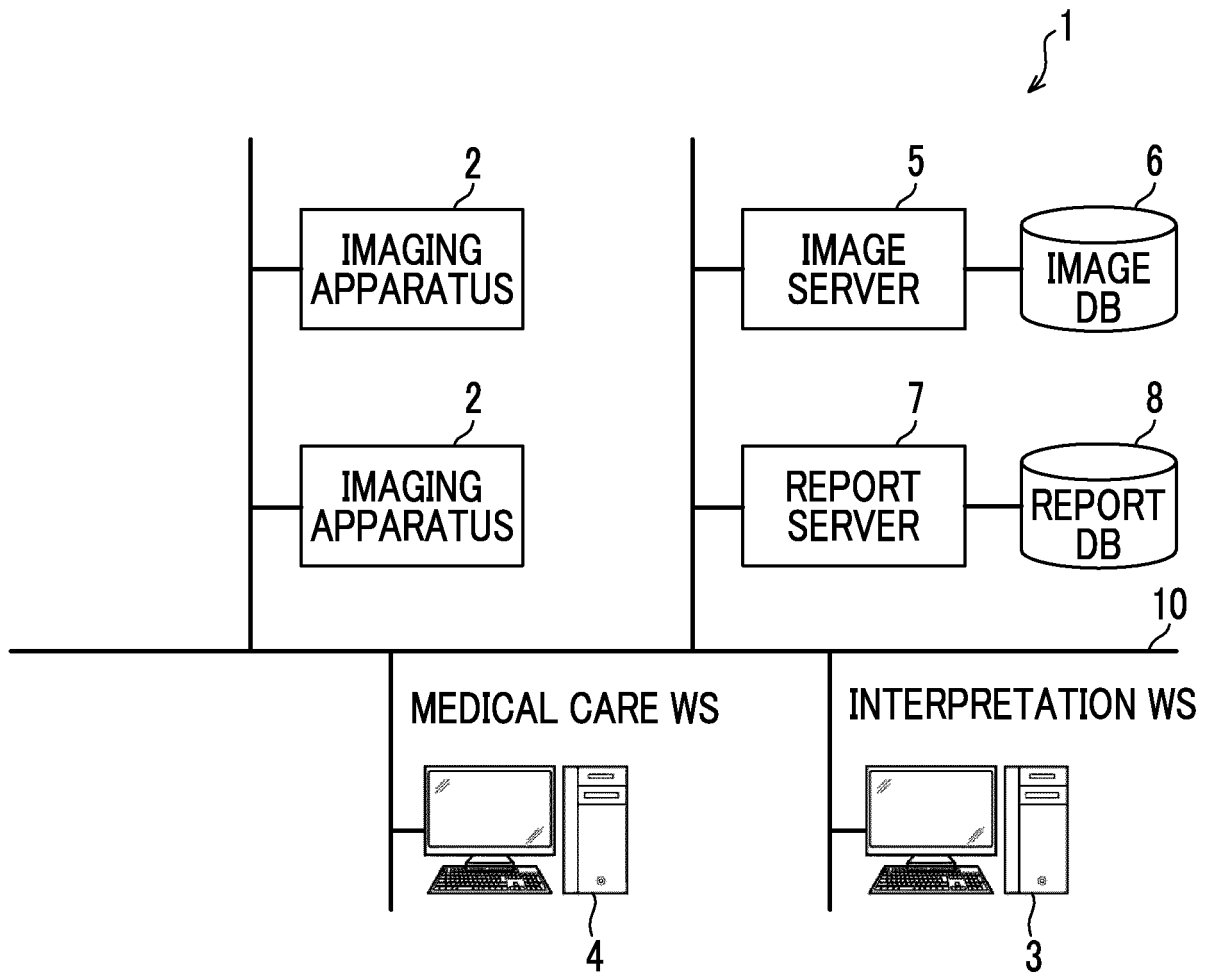 1
2
IMAGING
APPARATUS
5
IMAGE
SERVER
6
IMAGE
DB
2
IMAGING
APPARATUS
7
REPORT
SERVER
8
REPORT
DB
10
MEDICAL CARE WS
INTERPRETATION WS
4
3